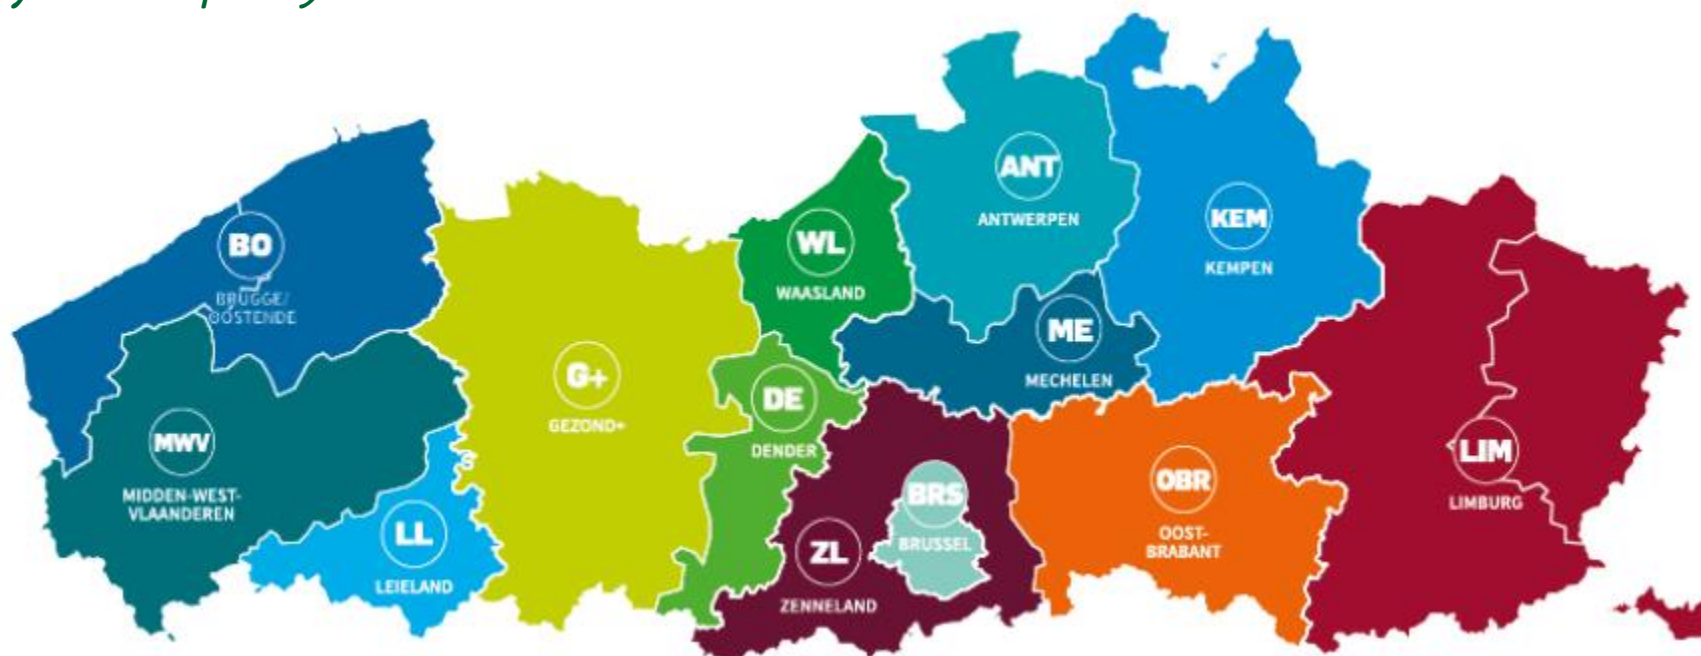 BO
BRUGGE/
OOSTENDE
MWV
MIDDEN-WEST-
VLAANDEREN
LL
LEIELAND
G+
GEZOND+
WL
WAASLAND
DE
DENDER
ANT
ANTWERPEN
ME
MECHELEN
KEM
KEMPEN
ZL
ZENNELAND
BRS
BRUSSEL
OBR
OOST-
BRABANT
LIM
LIMBURG